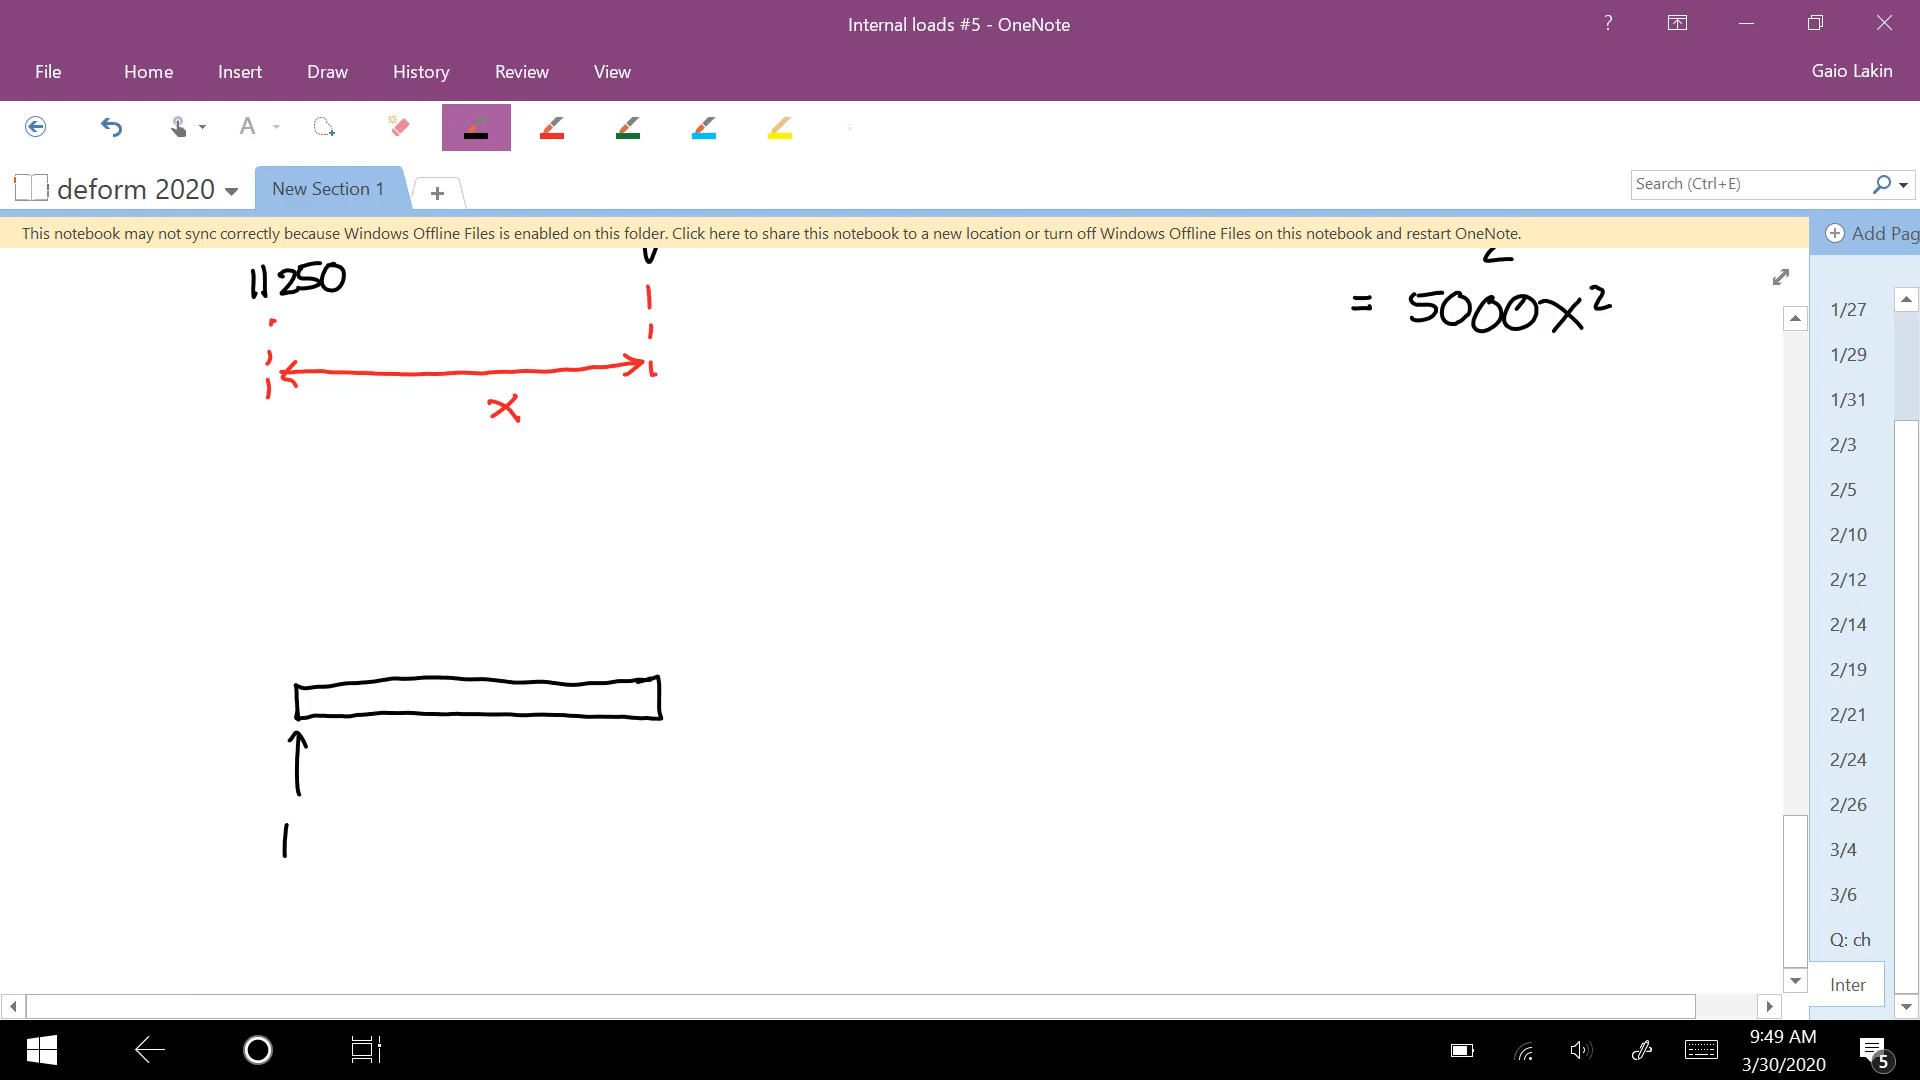 Internal loads #5 - OneNote
?
File Home Insert Draw History Review View
Gaio Lakin
A
deform 2020
New Section 1
+
Search (Ctrl+E)
This notebook may not sync correctly because Windows Offline Files is enabled on this folder. Click here to share this notebook to a new location or turn off Windows Offline Files on this notebook and restart OneNote.
Add Pag
11250
= 5000x²
x
1
1/27
1/29
1/31
2/3
2/5
2/10
2/12
2/14
2/19
2/21
2/24
2/26
3/4
3/6
Q: ch
Inter
9:49 AM
3/30/2020
5